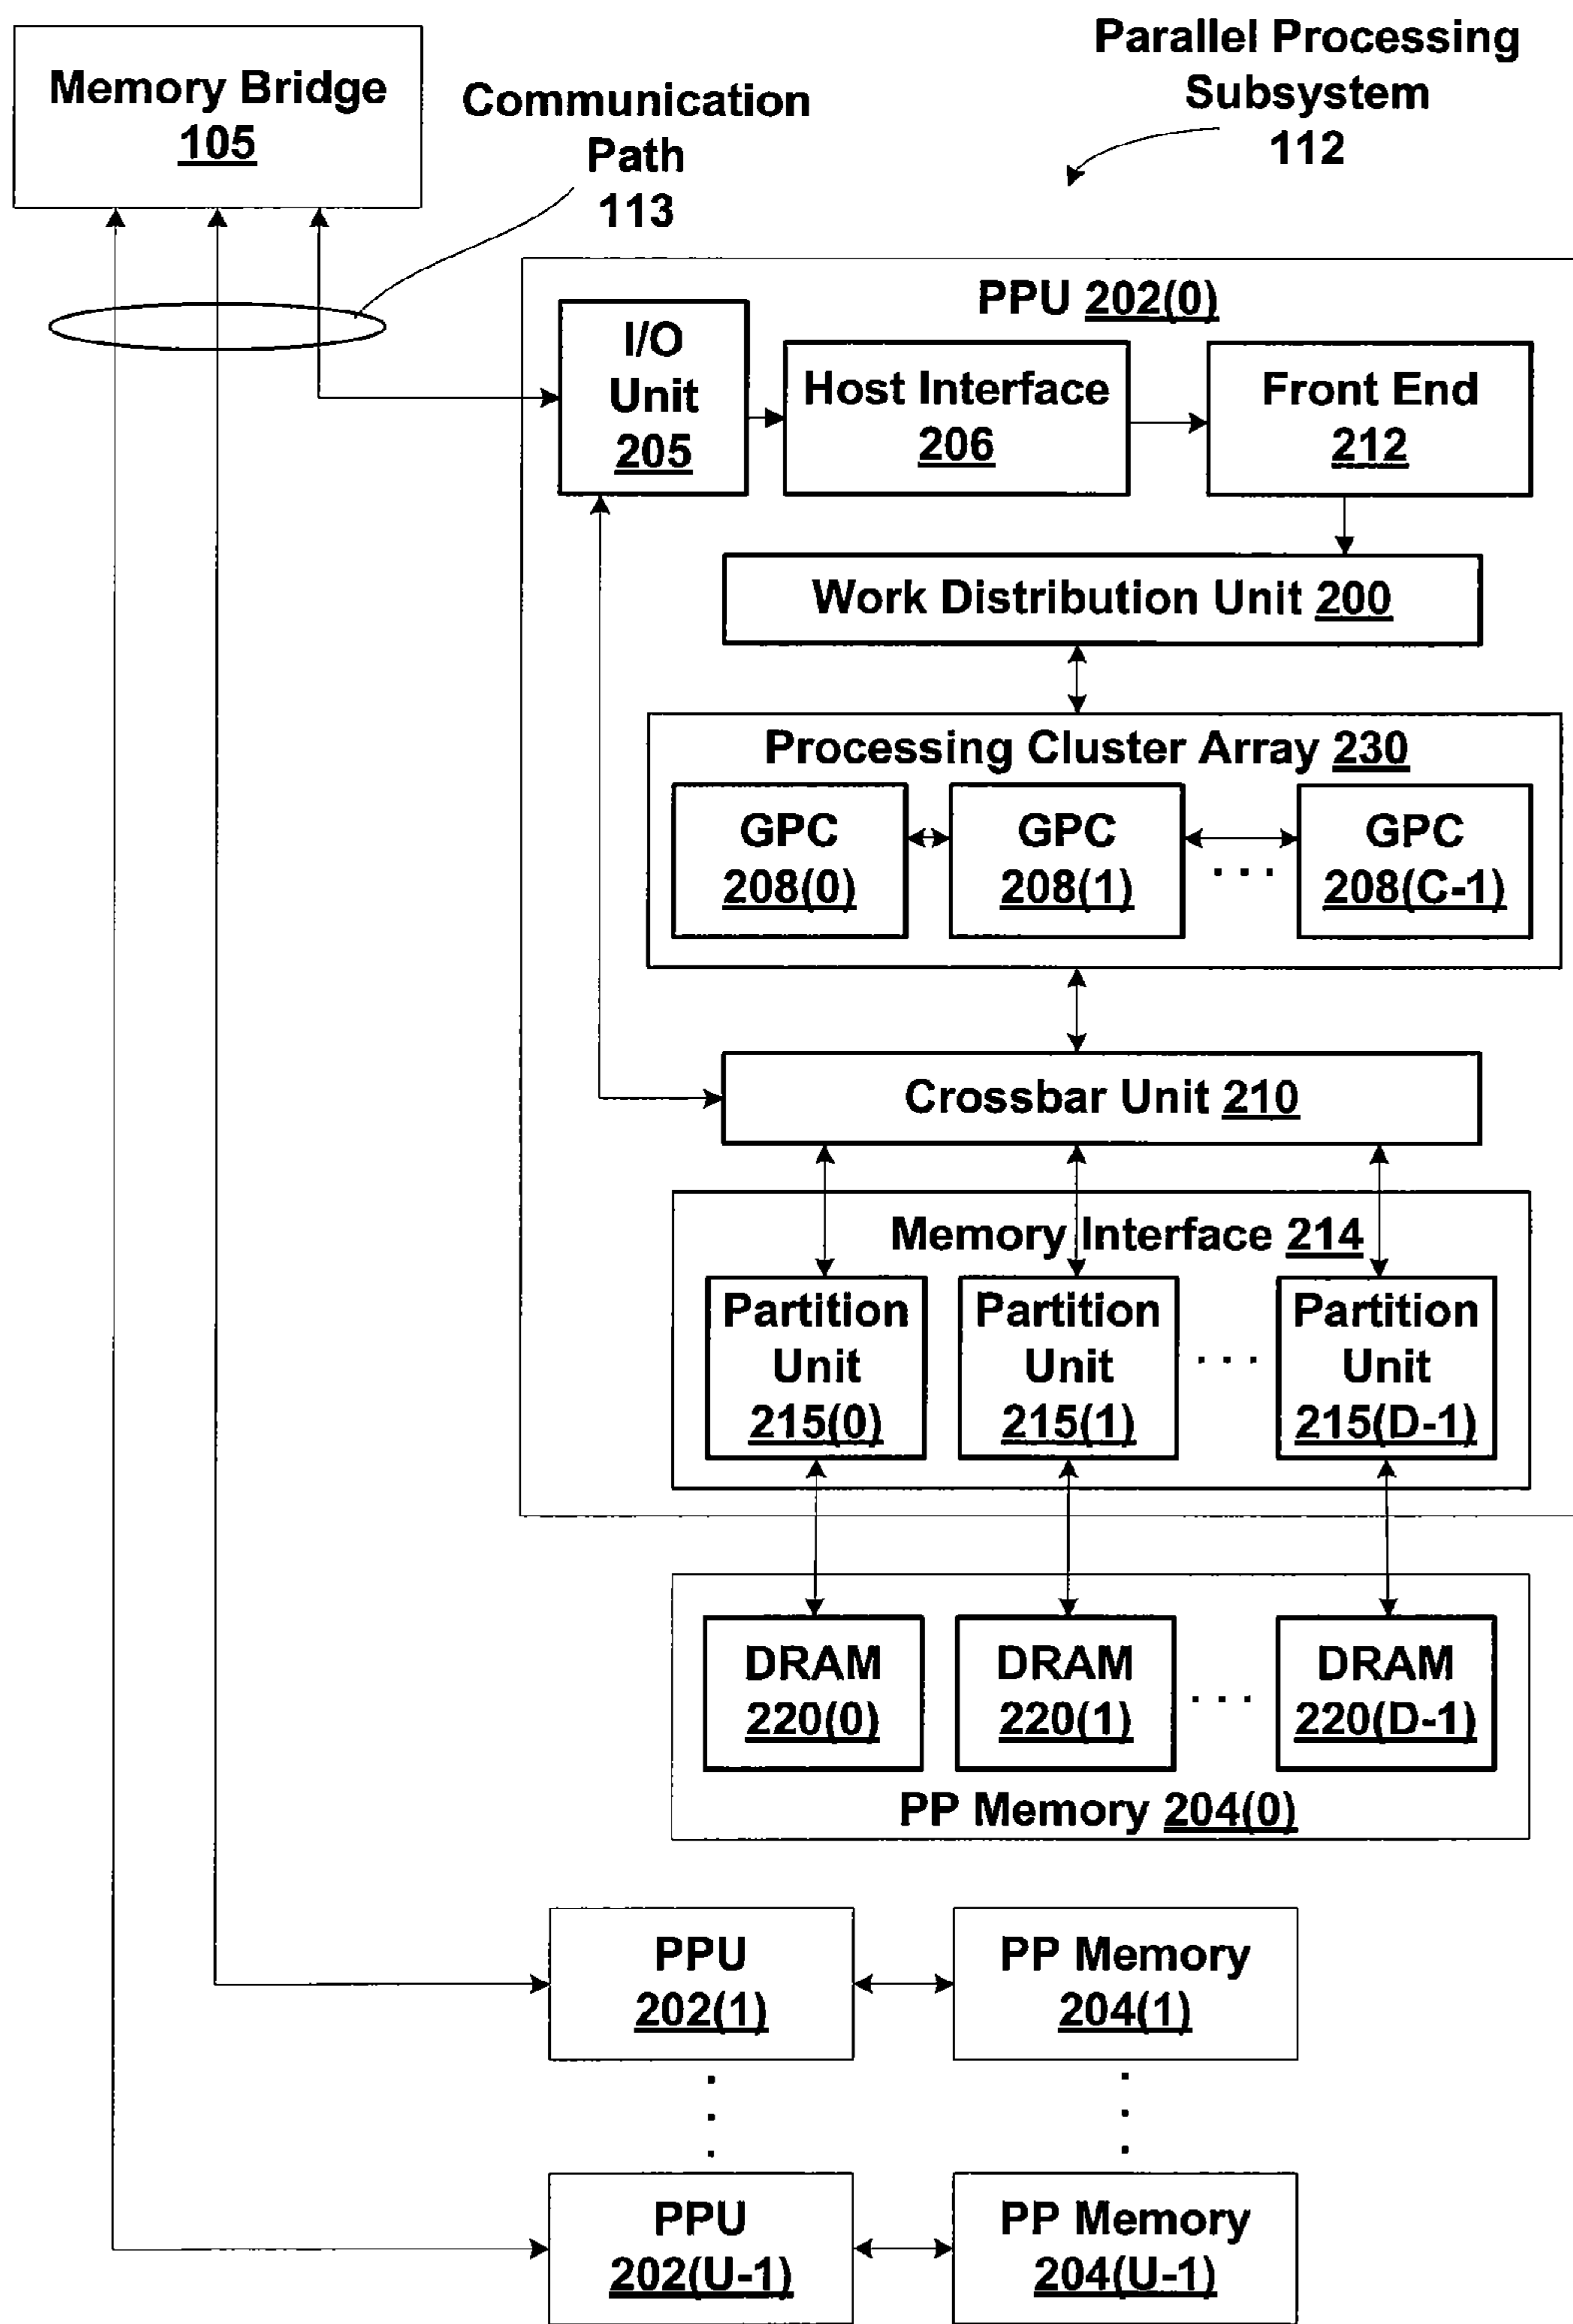 Memory Bridge
105
Communication
Path
113
Parallel Processing
Subsystem
112
PPU 202(0)
I/O
Unit
205
Host Interface
206
Front End
212
Work Distribution Unit 200
Processing Cluster Array 230
GPC
208(0)
GPC
208(1)
. . .
GPC
208(C-1)
Crossbar Unit 210
Memory Interface 214
Partition
Unit
215(0)
Partition
Unit
215(1)
. . .
Partition
Unit
215(D-1)
DRAM
220(0)
DRAM
220(1)
. . .
DRAM
220(D-1)
PP Memory 204(0)
PPU
202(1)
PP Memory
204(1)
PPU
202(U-1)
PP Memory
204(U-1)